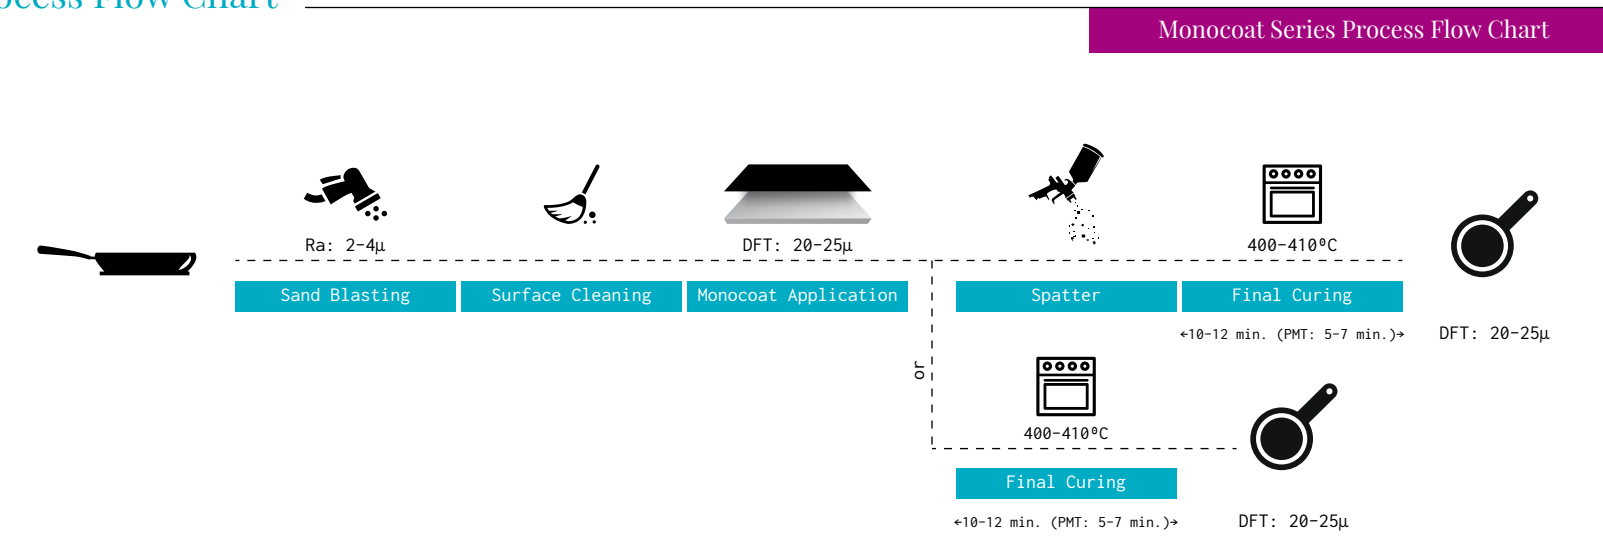 Flow Chart
Monocoat Series Process Flow Chart
Ra: 2-4µ
DFT: 20-25µ
400-410ºC
Sand Blasting
Surface Cleaning
Monocoat Application
Spatter
Final Curing
←10-12 min. (PMT: 5-7 min.)→
DFT: 20-25µ
or
400-410ºC
Final Curing
←10-12 min. (PMT: 5-7 min.)→
DFT: 20-25µ